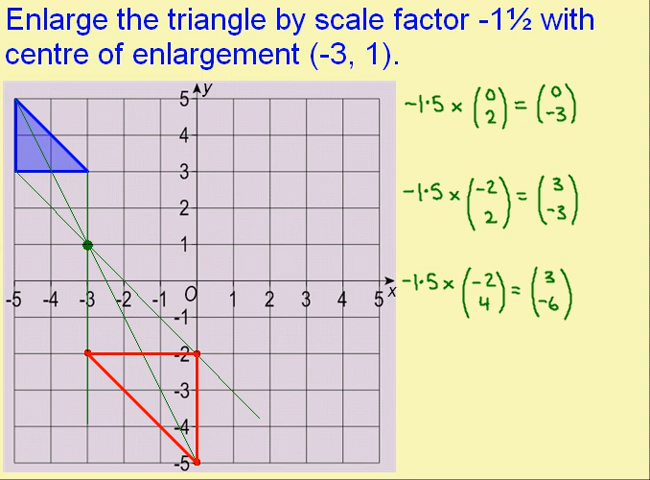 Enlarge the triangle by scale factor -1½ with
centre of enlargement (-3, 1).
5 y
4
3
2
1
-5 -4 -3 -2 -1 O 1 2 3 4 5 x
-1
-2
-3
-4
-5
-1·5 × (0 2) = (0 -3)
-1·5 × (-2 2) = (3 -3)
-1·5 × (-2 4) = (3 -6)